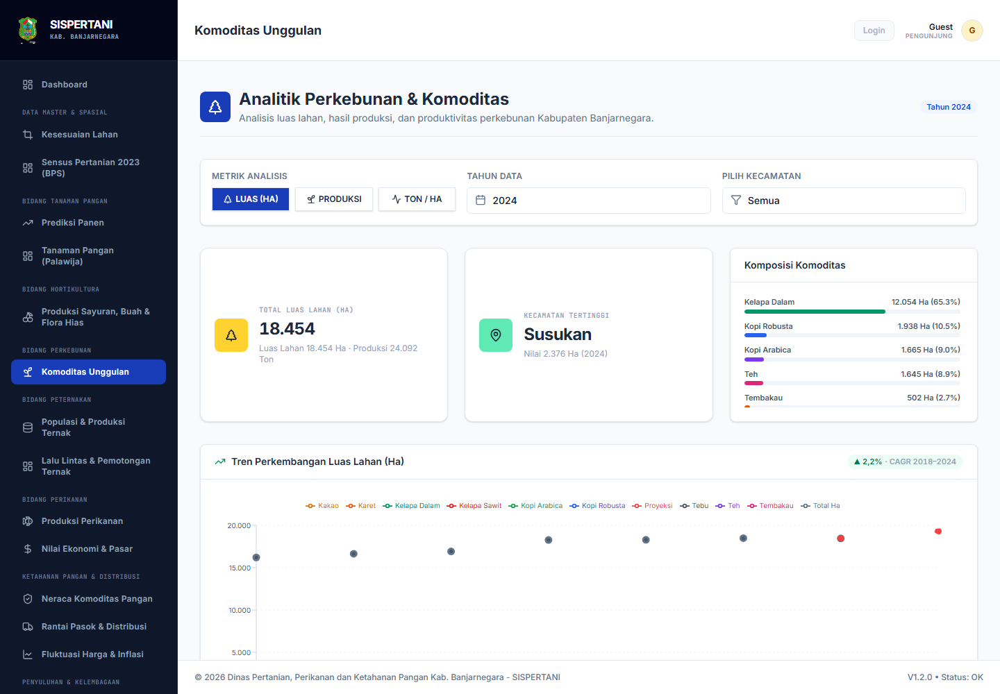 SISPERTANI
KAB. BANJARNEGARA
Dashboard
DATA MASTER & SPASIAL
Kesesuaian Lahan
Sensus Pertanian 2023
(BPS)
BIDANG TANAMAN PANGAN
Prediksi Panen
Tanaman Pangan
(Palawija)
BIDANG HORTIKULTURA
Produksi Sayuran, Buah &
Flora Hias
BIDANG PERKEBUNAN
Komoditas Unggulan
BIDANG PETERNAKAN
Populasi & Produksi
Ternak
Lalu Lintas & Pemotongan
Ternak
BIDANG PERIKANAN
Produksi Perikanan
Nilai Ekonomi & Pasar
KETAHANAN PANGAN & DISTRIBUSI
Neraca Komoditas Pangan
Rantai Pasok & Distribusi
Fluktuasi Harga & Inflasi
PENYULUHAN & KELEMBAGAAN
Komoditas Unggulan
Login
Guest
PENGUNJUNG
G
Analitik Perkebunan & Komoditas
Analisis luas lahan, hasil produksi, dan produktivitas perkebunan Kabupaten Banjarnegara.
Tahun 2024
METRIK ANALISIS
LUAS (HA)
PRODUKSI
TON / HA
TAHUN DATA
2024
PILIH KECAMATAN
Semua
TOTAL LUAS LAHAN (HA)
18.454
Luas Lahan 18.454 Ha · Produksi 24.092
Ton
KECAMATAN TERTINGGI
Susukan
Nilai 2.376 Ha (2024)
Komposisi Komoditas
Kelapa Dalam 12.054 Ha (65.3%)
Kopi Robusta 1.938 Ha (10.5%)
Kopi Arabica 1.665 Ha (9.0%)
Teh 1.645 Ha (8.9%)
Tembakau 502 Ha (2.7%)
Tren Perkembangan Luas Lahan (Ha)
▲ 2,2% · CAGR 2018–2024
Kakao Karet Kelapa Dalam Kelapa Sawit Kopi Arabica Kopi Robusta Proyeksi Tebu Teh Tembakau Total Ha
20.000
15.000
10.000
5.000
© 2026 Dinas Pertanian, Perikanan dan Ketahanan Pangan Kab. Banjarnegara - SISPERTANI
V1.2.0 • Status: OK